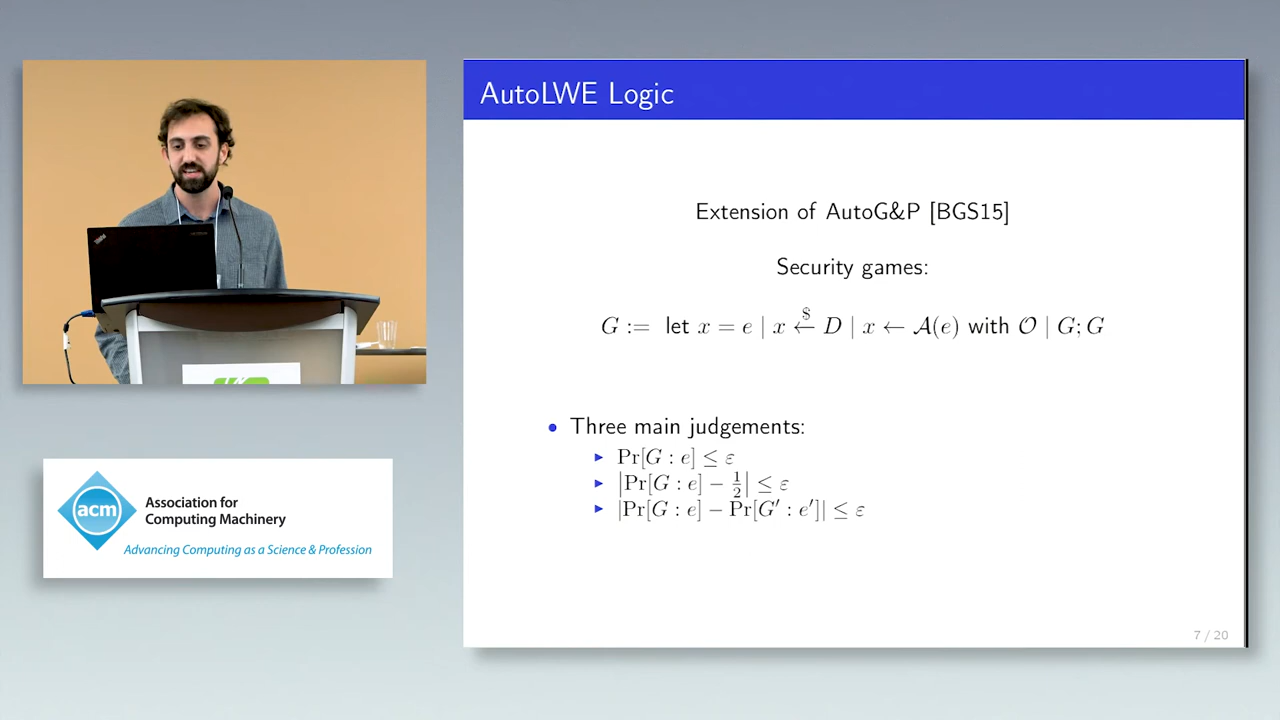 AutoLWE Logic
Extension of AutoG&P [BGS15]
Security games:
G := let x = e | x ←$ D | x ← 𝒜(e) with 𝒪 | G; G
• Three main judgements:
▸ Pr[G : e] ≤ ε
▸ |Pr[G : e] − 1/2| ≤ ε
▸ |Pr[G : e] − Pr[G′ : e′]| ≤ ε
7 / 20
acm
Association for
Computing Machinery
Advancing Computing as a Science & Profession